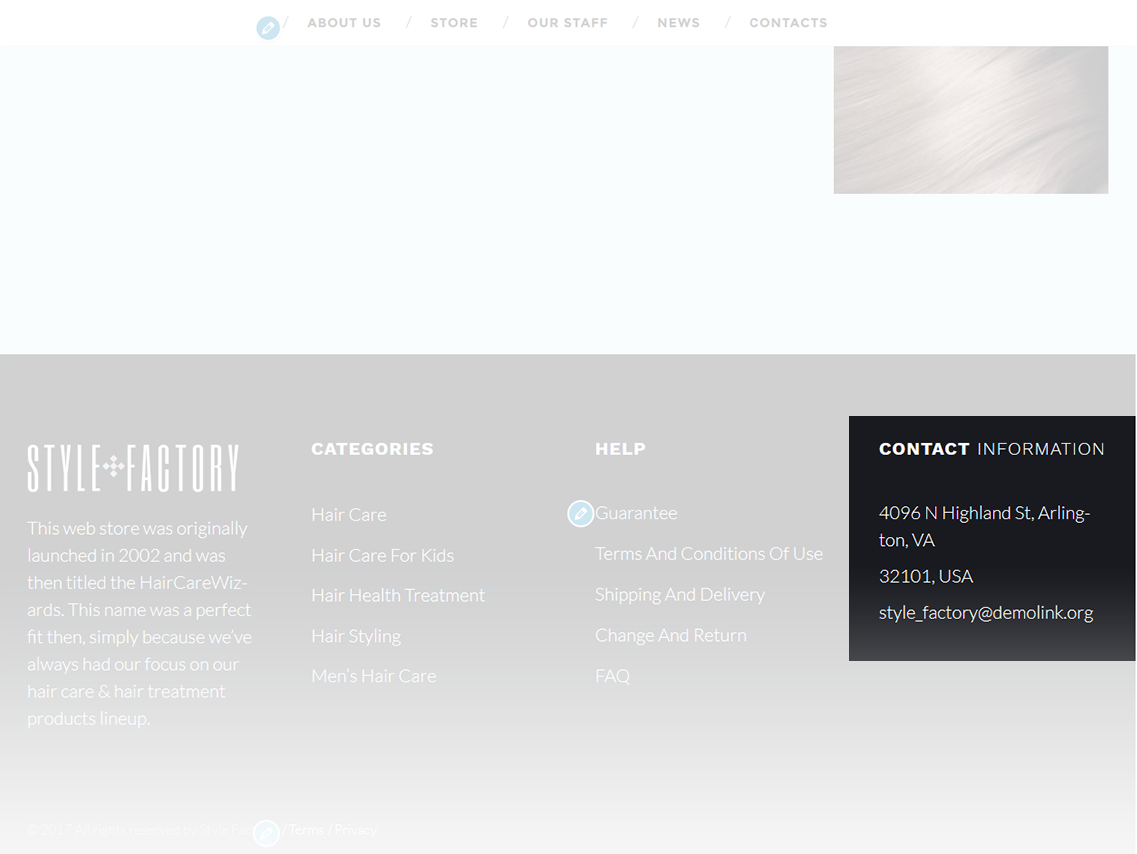 / ABOUT US / STORE / OUR STAFF / NEWS / CONTACTS
STYLE FACTORY
This web store was originally
launched in 2002 and was
then titled the HairCareWiz-
ards. This name was a perfect
fit then, simply because we've
always had our focus on our
hair care & hair treatment
products lineup.
CATEGORIES
Hair Care
Hair Care For Kids
Hair Health Treatment
Hair Styling
Men's Hair Care
HELP
Guarantee
Terms And Conditions Of Use
Shipping And Delivery
Change And Return
FAQ
CONTACT INFORMATION
4096 N Highland St, Arling-
ton, VA
32101, USA
style_factory@demolink.org
© 2017 All rights reserved by Style / Terms / Privacy